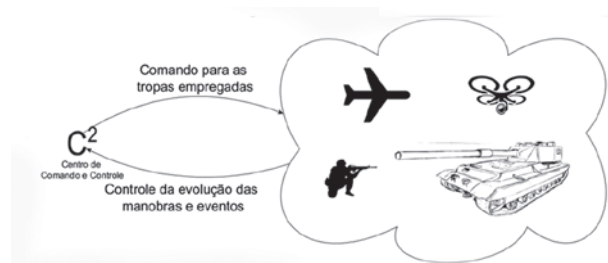 Comando para as
tropas empregadas
C²
Centro de
Comando e Controle
Controle da evolução das
manobras e eventos